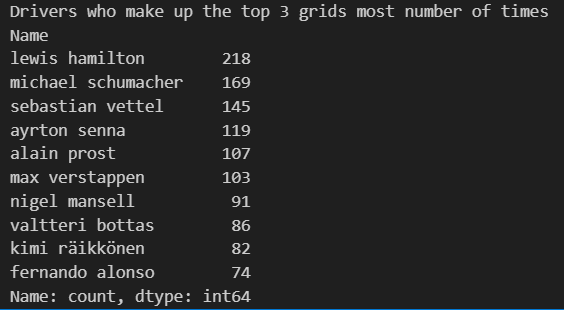 Drivers who make up the top 3 grids most number of times
Name
lewis hamilton 218
michael schumacher 169
sebastian vettel 145
ayrton senna 119
alain prost 107
max verstappen 103
nigel mansell 91
valtteri bottas 86
kimi räikkönen 82
fernando alonso 74
Name: count, dtype: int64